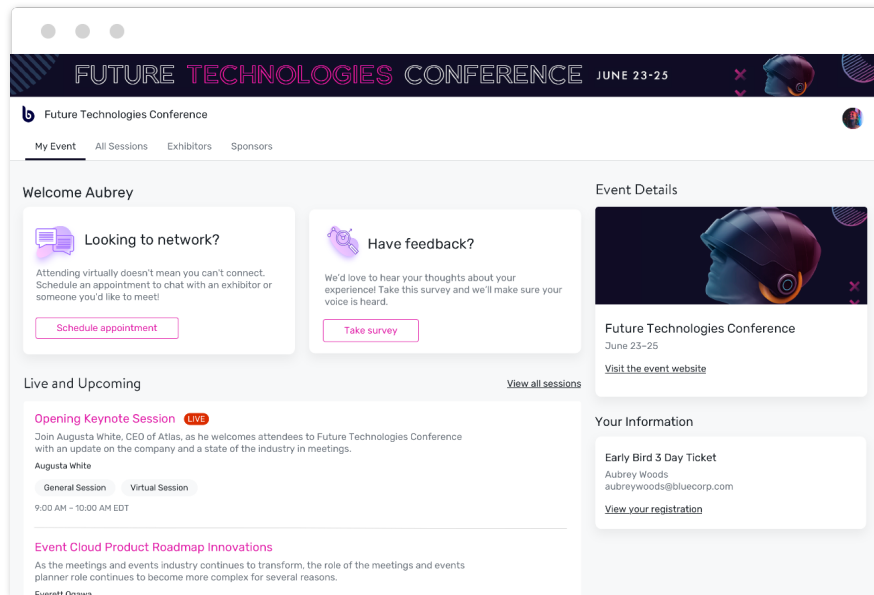 FUTURE TECHNOLOGIES CONFERENCE JUNE 23-25
Future Technologies Conference
My Event All Sessions Exhibitors Sponsors
Welcome Aubrey
Looking to network?
Attending virtually doesn't mean you can't connect.
Schedule an appointment to chat with an exhibitor or
someone you'd like to meet!
Schedule appointment
Have feedback?
We'd love to hear your thoughts about your
experience! Take this survey and we'll make sure your
voice is heard.
Take survey
Live and Upcoming
View all sessions
Opening Keynote Session LIVE
Join Augusta White, CEO of Atlas, as he welcomes attendees to Future Technologies Conference
with an update on the company and a state of the industry in meetings.
Augusta White
General Session Virtual Session
9:00 AM – 10:00 AM EDT
Event Cloud Product Roadmap Innovations
As the meetings and events industry continues to transform, the role of the meetings and events
planner role continues to become more complex for several reasons.
Everett Ogawa
Event Details
Future Technologies Conference
June 23–25
Visit the event website
Your Information
Early Bird 3 Day Ticket
Aubrey Woods
aubreywoods@bluecorp.com
View your registration